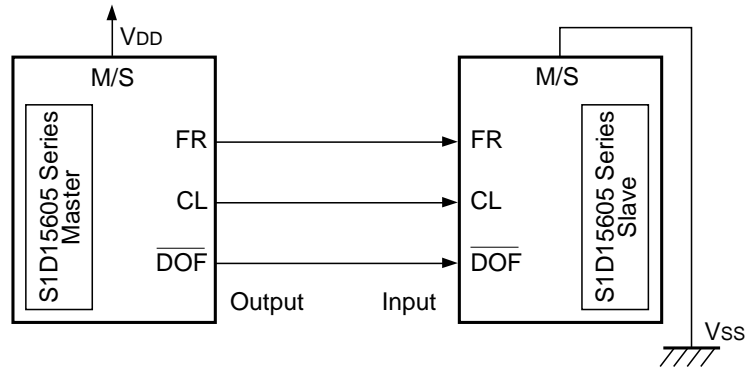 VDD
M/S
S1D15605 Series
Master
FR
CL
DOF
Output
Input
M/S
FR
CL
DOF
S1D15605 Series
Slave
VSS